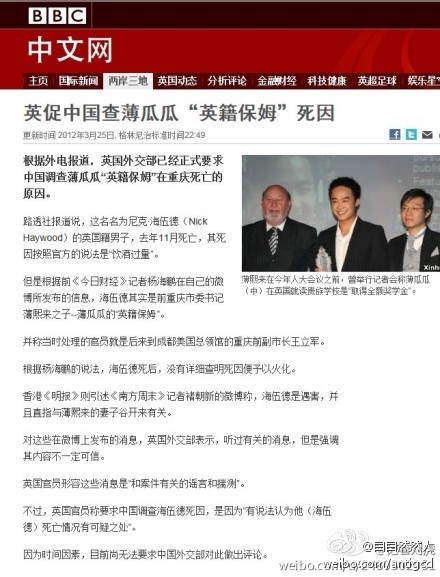 BBC
中文网
主页 国际新闻 两岸三地 英国动态 分析评论 金融财经 科技健康 英超足球 娱乐星
英促中国查薄瓜瓜“英籍保姆”死因
更新时间 2012年3月25日, 格林尼治标准时间22:49
根据外电报道，英国外交部已经正式要求
中国调查薄瓜瓜“英籍保姆”在重庆死亡的
原因。
路透社报道说，这名名为尼克·海伍德（Nick
Haywood）的英国籍男子，去年11月死亡，其死
因按照官方的说法是“饮酒过量”。
Xinh
薄熙来在今年人大会议之前，曾举行记者会称薄瓜瓜
（中）在英国就读贵族学校是“取得全额奖学金”。
但是根据前《今日财经》记者杨海鹏在自己的微
博所发布的信息，海伍德其实是前重庆市委书记
薄熙来之子--薄瓜瓜的“英籍保姆”。
并称当时处理的官员就是后来到成都美国总领馆的重庆前副市长王立军。
根据杨海鹏的说法，海伍德死后，没有详细查明死因便予以火化。
香港《明报》则引述《南方周末》记者褚朝新的微博称，海伍德是遇害，并
且直指与薄熙来的妻子谷开来有关。
对这些在微博上发布的消息，英国外交部表示，听过有关的消息，但是强调
其内容不一定可信。
英国官员形容这些消息是“和案件有关的谣言和揣测”。
不过，英国官员称要求中国调查海伍德死因，是因为“有说法认为他（海伍
德）死亡情况有可疑之处”。
因为时间因素，目前尚无法要求中国外交部对此做出评论。